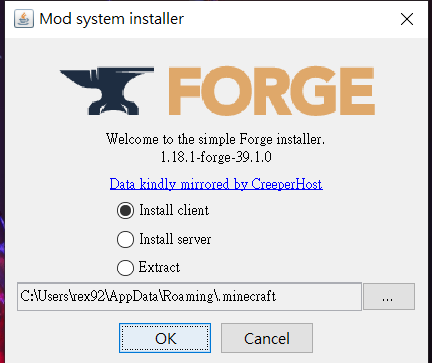 Mod system installer
FORGE
Welcome to the simple Forge installer.
1.18.1-forge-39.1.0
Data kindly mirrored by CreeperHost
Install client
Install server
Extract
C:\Users\rex92\AppData\Roaming\.minecraft
...
OK Cancel